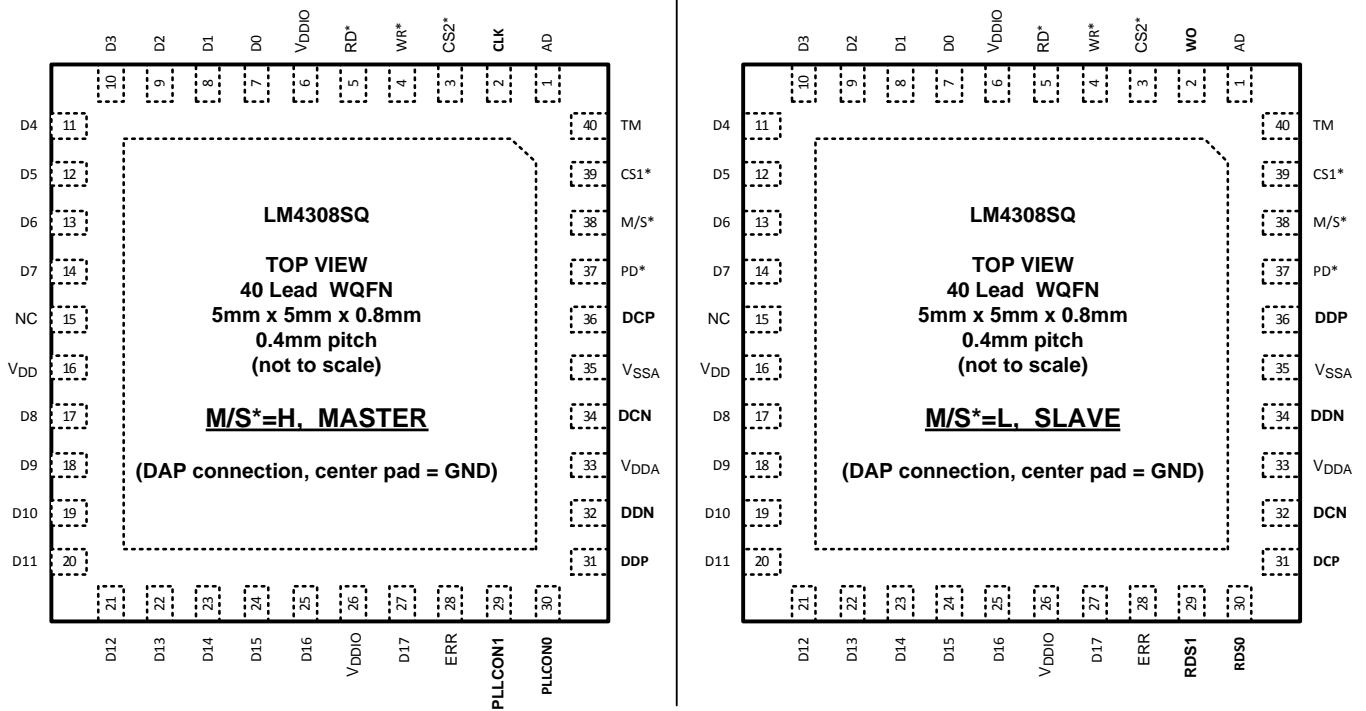 D3 D2 D1 D0 VDDIO RD* WR* CS2* CLK AD
10 9 8 7 6 5 4 3 2 1
D4 11
D5 12
D6 13
D7 14
NC 15
VDD 16
D8 17
D9 18
D10 19
D11 20
LM4308SQ
TOP VIEW
40 Lead WQFN
5mm x 5mm x 0.8mm
0.4mm pitch
(not to scale)
M/S*=H, MASTER
(DAP connection, center pad = GND)
40 TM
39 CS1*
38 M/S*
37 PD*
36 DCP
35 VSSA
34 DCN
33 VDDA
32 DDN
31 DDP
21 22 23 24 25 26 27 28 29 30
D12 D13 D14 D15 D16 VDDIO D17 ERR PLLCON1 PLLCON0
D3 D2 D1 D0 VDDIO RD* WR* CS2* WO AD
10 9 8 7 6 5 4 3 2 1
D4 11
D5 12
D6 13
D7 14
NC 15
VDD 16
D8 17
D9 18
D10 19
D11 20
LM4308SQ
TOP VIEW
40 Lead WQFN
5mm x 5mm x 0.8mm
0.4mm pitch
(not to scale)
M/S*=L, SLAVE
(DAP connection, center pad = GND)
40 TM
39 CS1*
38 M/S*
37 PD*
36 DDP
35 VSSA
34 DDN
33 VDDA
32 DCN
31 DCP
21 22 23 24 25 26 27 28 29 30
D12 D13 D14 D15 D16 VDDIO D17 ERR RDS1 RDS0